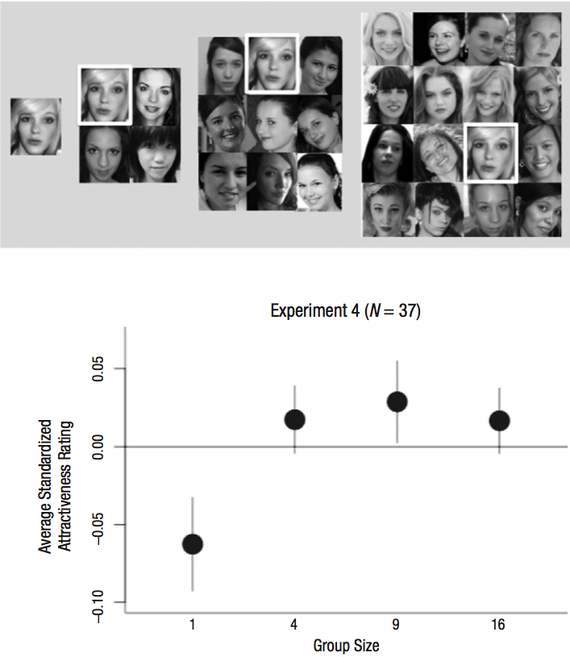 Experiment 4 (N = 37)
Average Standardized
Attractiveness Rating
0.05
0.00
−0.05
−0.10
1 4 9 16
Group Size